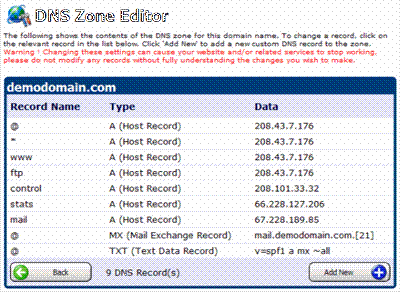 DNS Zone Editor
The following shows the contents of the DNS zone for this domain name. To change a record, click on
the relevant record in the list below. Click 'Add New' to add a new custom DNS record to the zone.
Warning ! Changing these settings can cause your website and/or related services to stop working,
please do not modify any records without fully understanding the changes you wish to make.
demodomain.com
Record Name Type Data
@ A (Host Record) 208.43.7.176
* A (Host Record) 208.43.7.176
www A (Host Record) 208.43.7.176
ftp A (Host Record) 208.43.7.176
control A (Host Record) 208.101.33.32
stats A (Host Record) 66.228.127.206
mail A (Host Record) 67.228.189.85
@ MX (Mail Exchange Record) mail.demodomain.com.[21]
@ TXT (Text Data Record) v=spf1 a mx ~all
Back 9 DNS Record(s) Add New